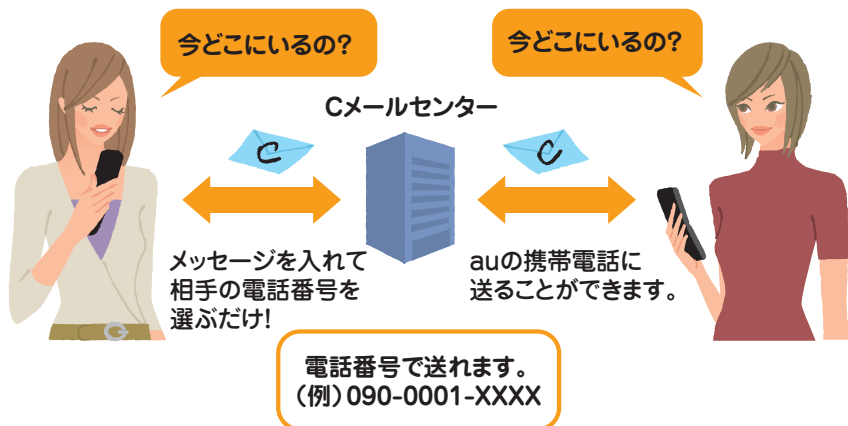 今どこにいるの?
今どこにいるの?
Cメールセンター
C
C
メッセージを入れて
相手の電話番号を
選ぶだけ!
auの携帯電話に
送ることができます。
電話番号で送れます。
(例)090-0001-XXXX